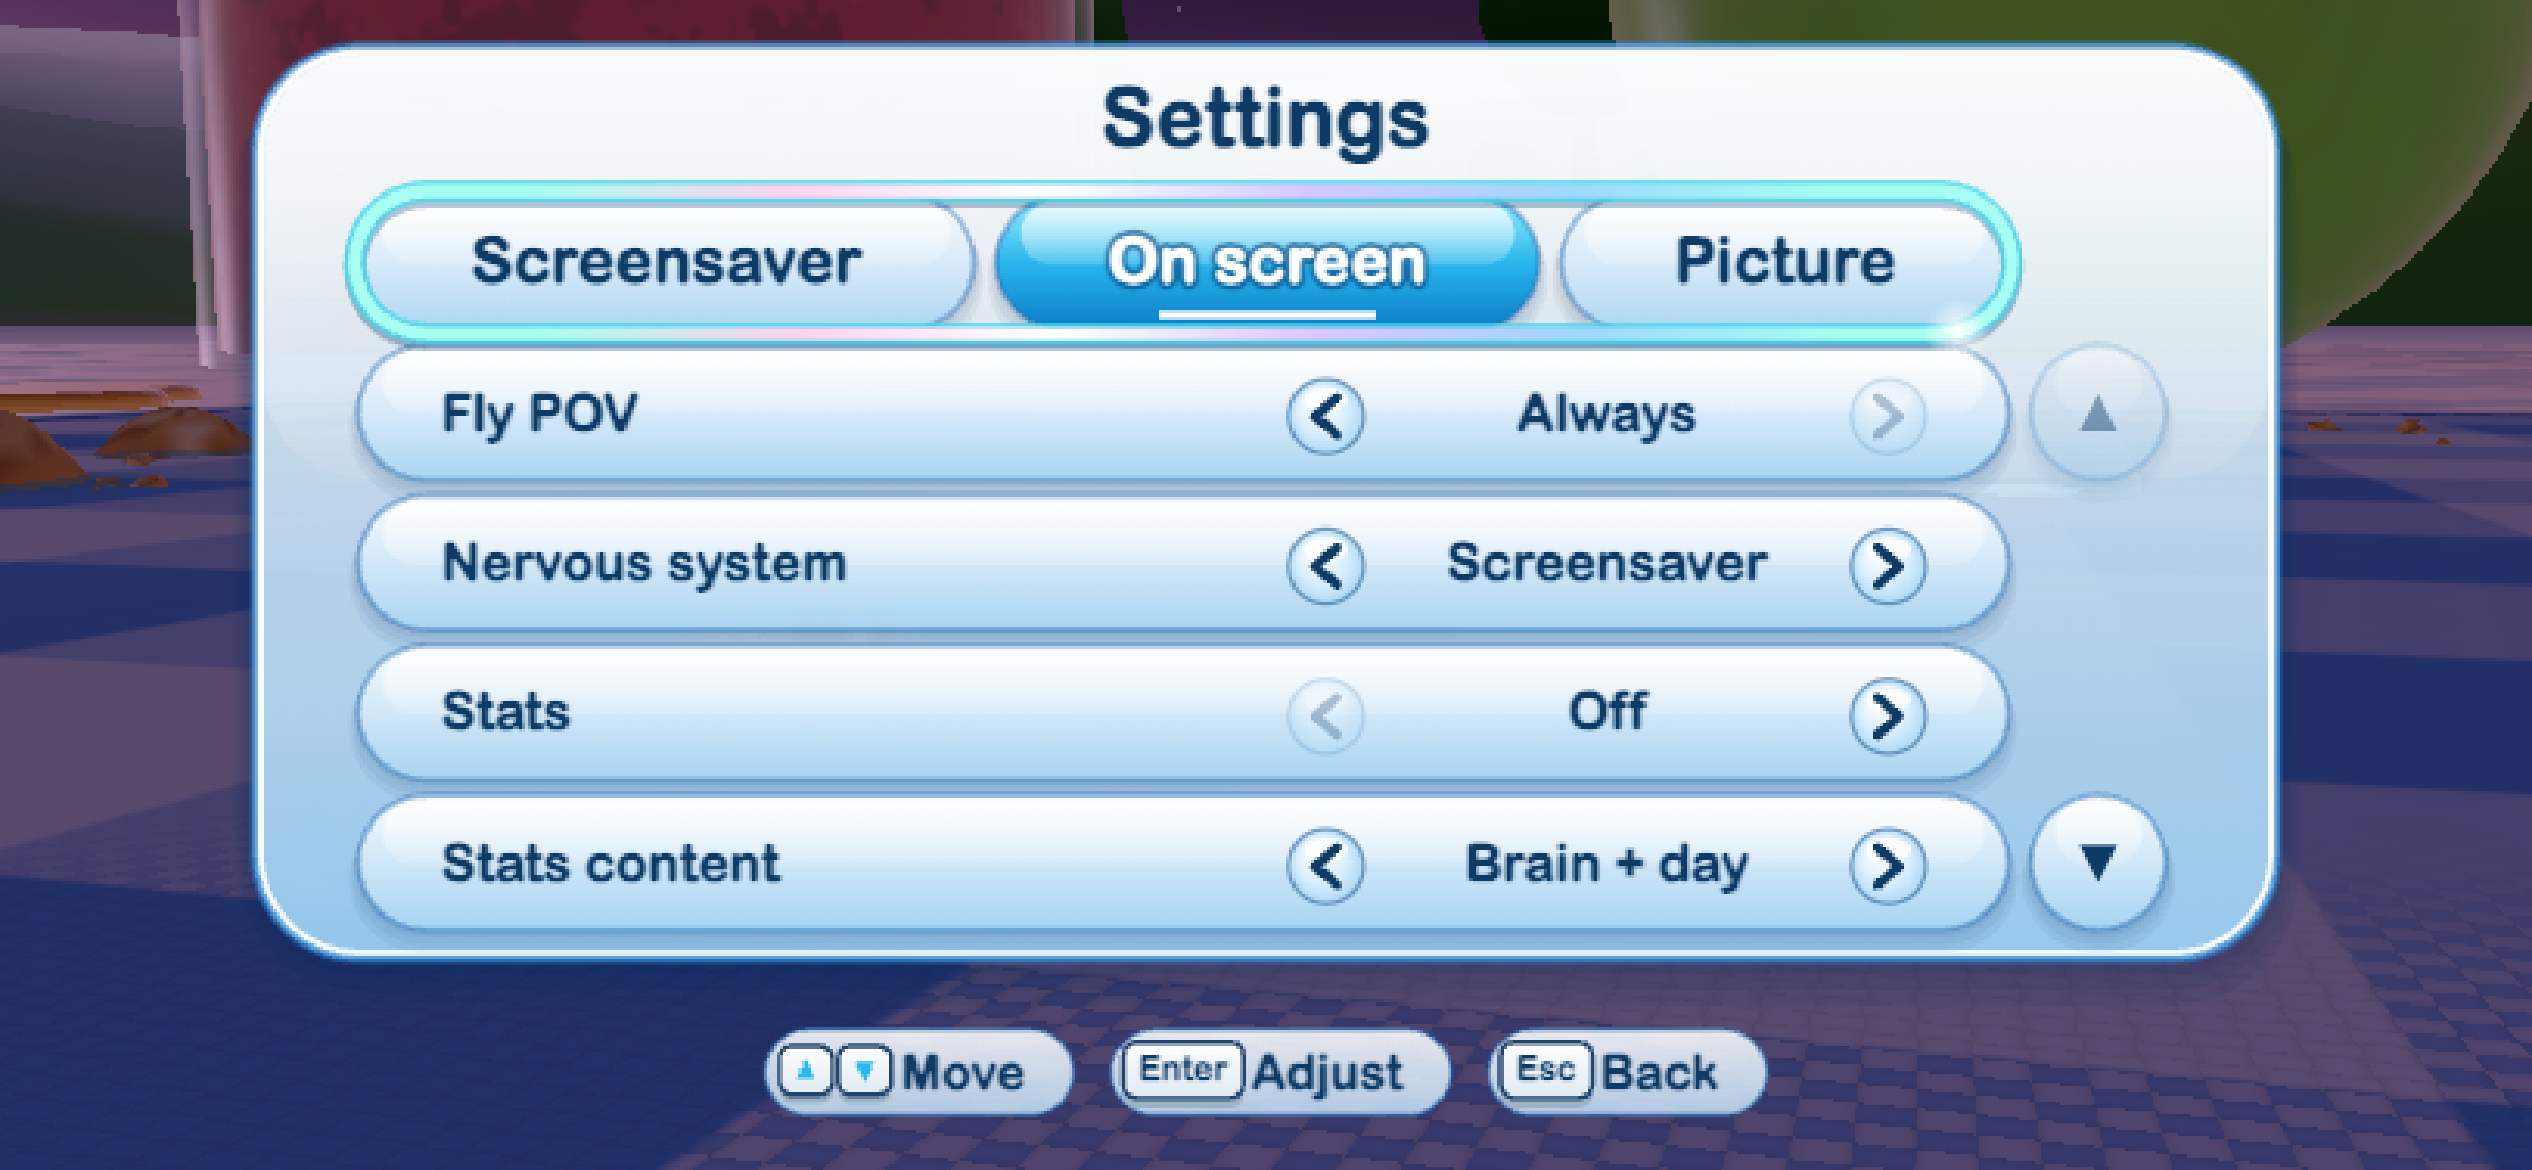 Settings
Screensaver On screen Picture
Fly POV < Always >
▲
Nervous system < Screensaver >
Stats < Off >
Stats content < Brain + day >
▼
▲ ▼ Move Enter Adjust Esc Back